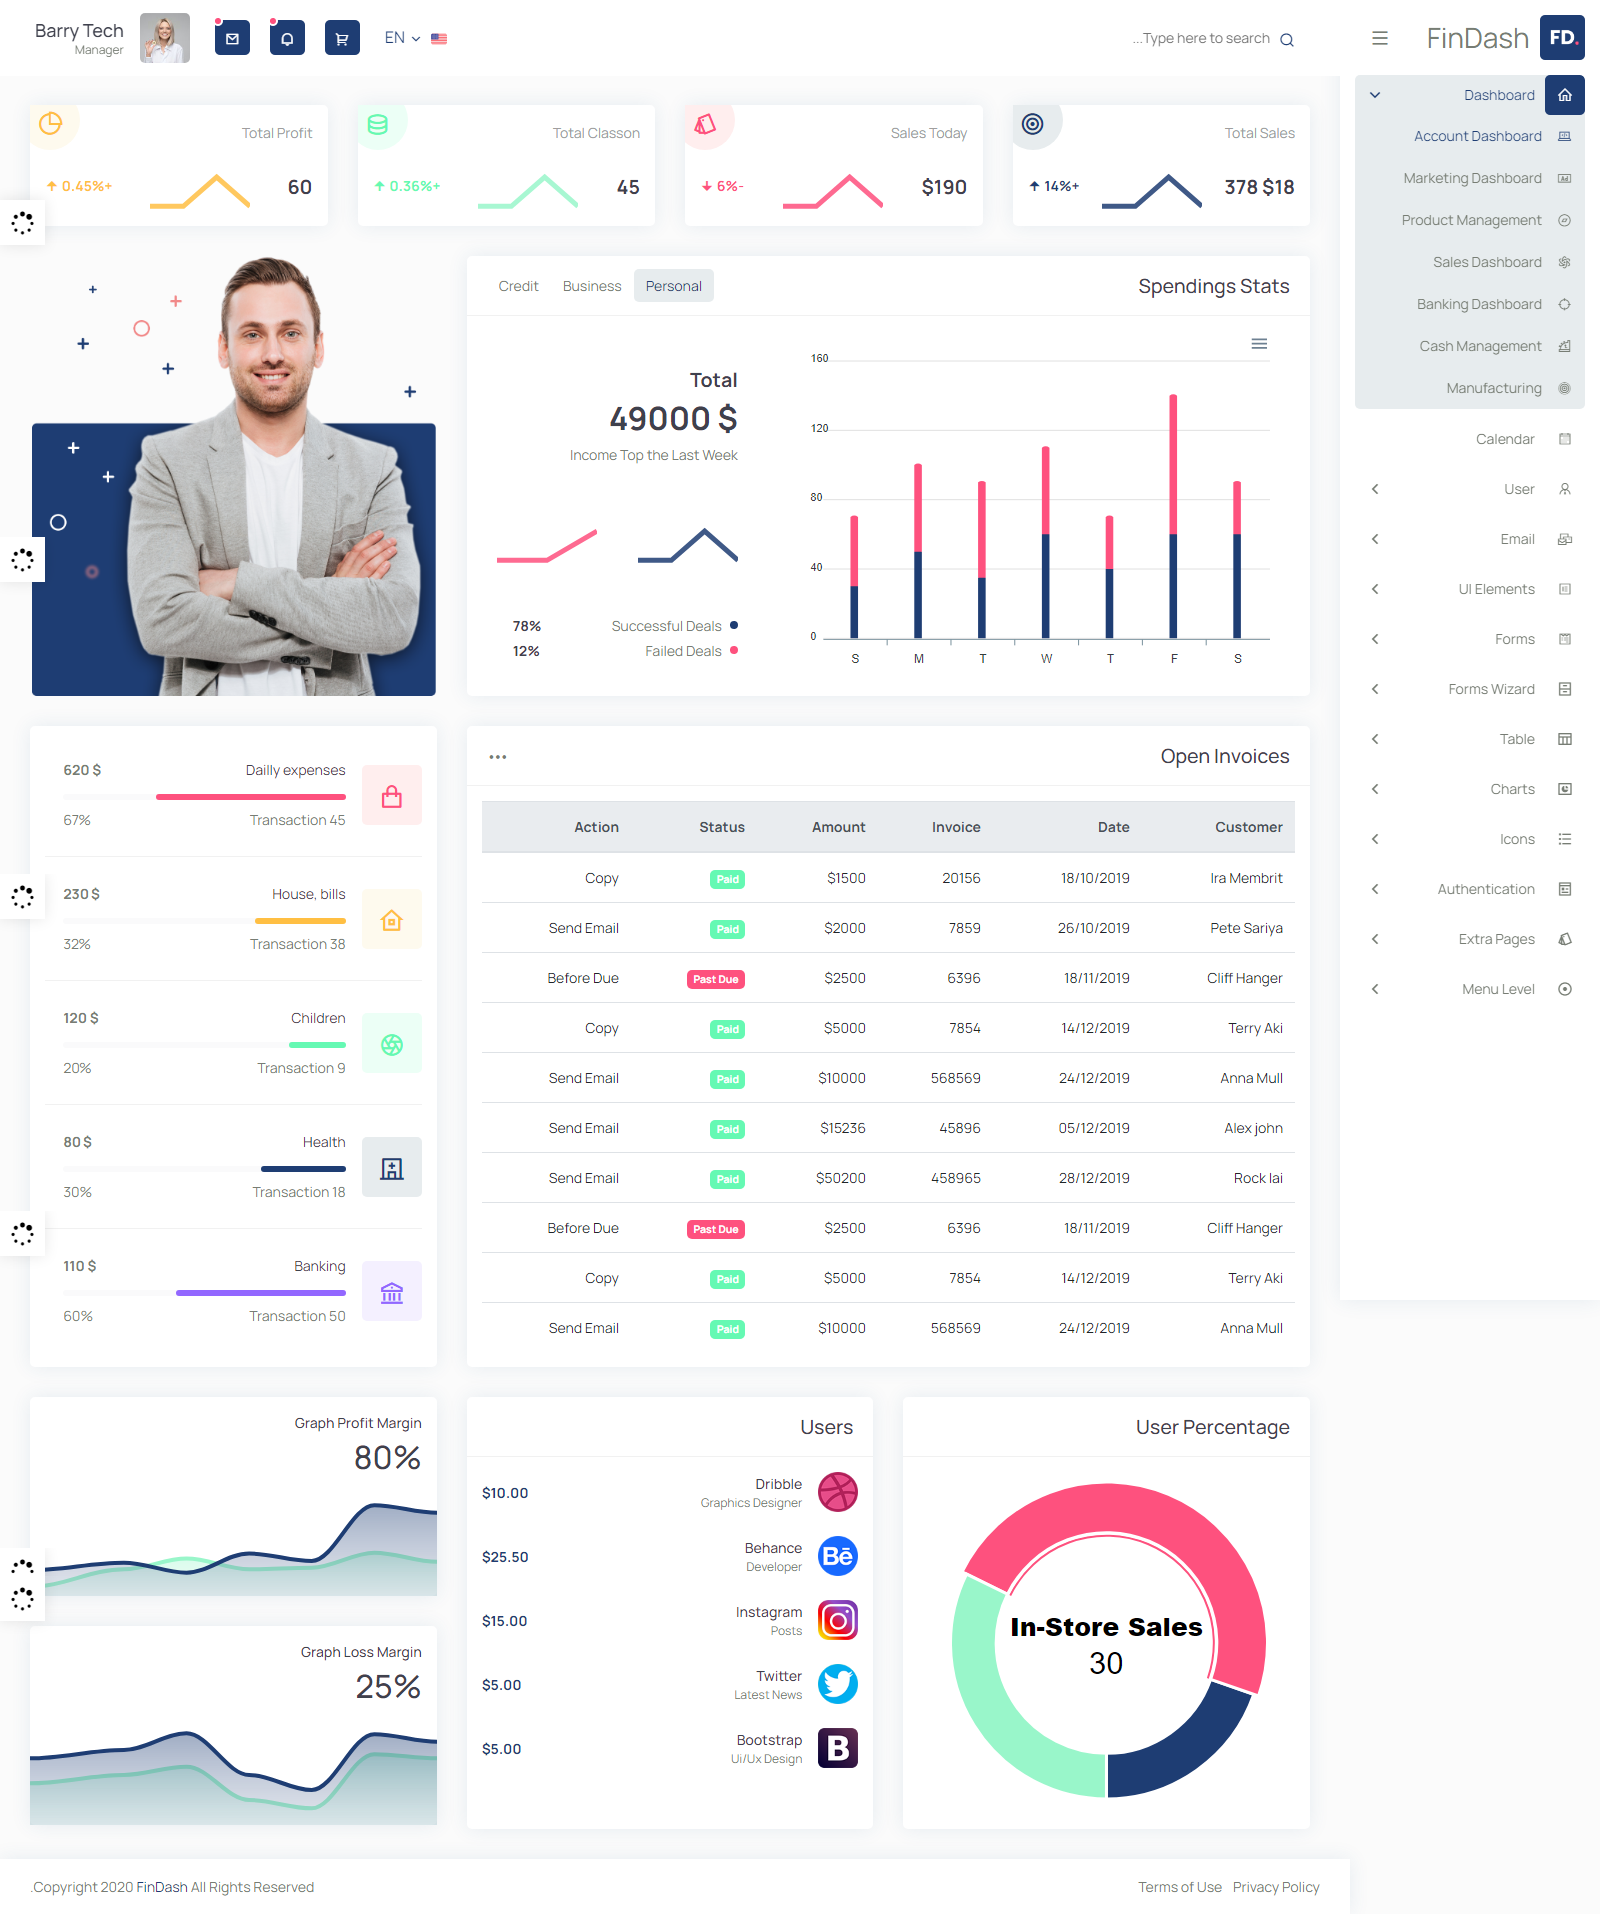 Barry Tech
Manager
EN
...Type here to search
FinDash
FD.
Dashboard
Account Dashboard
Marketing Dashboard
Product Management
Sales Dashboard
Banking Dashboard
Cash Management
Manufacturing
Calendar
User
Email
UI Elements
Forms
Forms Wizard
Table
Charts
Icons
Authentication
Extra Pages
Menu Level
Total Profit
0.45%+
60
Total Classon
0.36%+
45
Sales Today
6%-
$190
Total Sales
14%+
378 $18
Credit Business Personal
Spendings Stats
Total
49000 $
Income Top the Last Week
78% Successful Deals
12% Failed Deals
160
120
80
40
0
S M T W T F S
620 $ Dailly expenses
67% Transaction 45
230 $ House, bills
32% Transaction 38
120 $ Children
20% Transaction 9
80 $ Health
30% Transaction 18
110 $ Banking
60% Transaction 50
Open Invoices
Action Status Amount Invoice Date Customer
Copy Paid $1500 20156 18/10/2019 Ira Membrit
Send Email Paid $2000 7859 26/10/2019 Pete Sariya
Before Due Past Due $2500 6396 18/11/2019 Cliff Hanger
Copy Paid $5000 7854 14/12/2019 Terry Aki
Send Email Paid $10000 568569 24/12/2019 Anna Mull
Send Email Paid $15236 45896 05/12/2019 Alex john
Send Email Paid $50200 458965 28/12/2019 Rock lai
Before Due Past Due $2500 6396 18/11/2019 Cliff Hanger
Copy Paid $5000 7854 14/12/2019 Terry Aki
Send Email Paid $10000 568569 24/12/2019 Anna Mull
Graph Profit Margin
80%
Graph Loss Margin
25%
Users
$10.00 Dribble
Graphics Designer
$25.50 Behance
Developer
Bē
$15.00 Instagram
Posts
$5.00 Twitter
Latest News
$5.00 Bootstrap
Ui/Ux Design
B
User Percentage
In-Store Sales
30
.Copyright 2020 FinDash All Rights Reserved
Terms of Use Privacy Policy